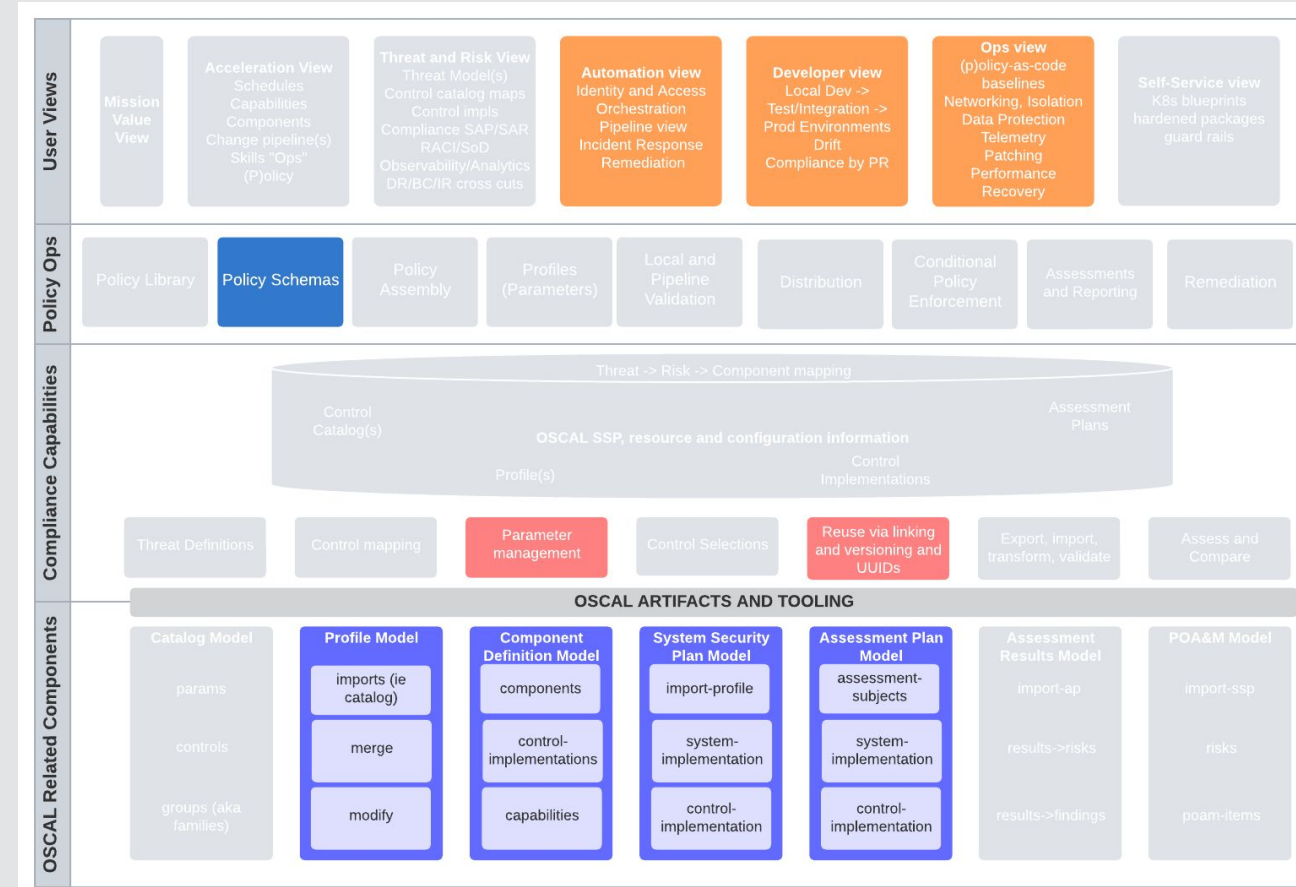 User Views
Mission
Value
View
Acceleration View
Schedules
Capabilities
Components
Change pipeline(s)
Skills "Ops"
(P)olicy
Threat and Risk View
Threat Model(s)
Control catalog maps
Control impls
Compliance SAP/SAR
RACI/SoD
Observability/Analytics
DR/BC/IR cross cuts
Automation view
Identity and Access
Orchestration
Pipeline view
Incident Response
Remediation
Developer view
Local Dev ->
Test/Integration ->
Prod Environments
Drift
Compliance by PR
Ops view
(p)olicy-as-code
baselines
Networking, Isolation
Data Protection
Telemetry
Patching
Performance
Recovery
Self-Service view
K8s blueprints
hardened packages
guard rails
Policy Ops
Policy Library
Policy Schemas
Policy
Assembly
Profiles
(Parameters)
Local and
Pipeline
Validation
Distribution
Conditional
Policy
Enforcement
Assessments
and Reporting
Remediation
Compliance Capabilities
Threat -> Risk -> Component mapping
Control
Catalog(s)
Assessment
Plans
OSCAL SSP, resource and configuration information
Profile(s)
Control
Implementations
Threat Definitions
Control mapping
Parameter
management
Control Selections
Reuse via linking
and versioning and
UUIDs
Export, import,
transform, validate
Assess and
Compare
OSCAL ARTIFACTS AND TOOLING
OSCAL Related Components
Catalog Model
params
controls
groups (aka
families)
Profile Model
imports (ie
catalog)
merge
modify
Component
Definition Model
components
control-
implementations
capabilities
System Security
Plan Model
import-profile
system-
implementation
control-
implementation
Assessment Plan
Model
assessment-
subjects
system-
implementation
control-
implementation
Assessment
Results Model
import-ap
results->risks
results->findings
POA&M Model
import-ssp
risks
poam-items